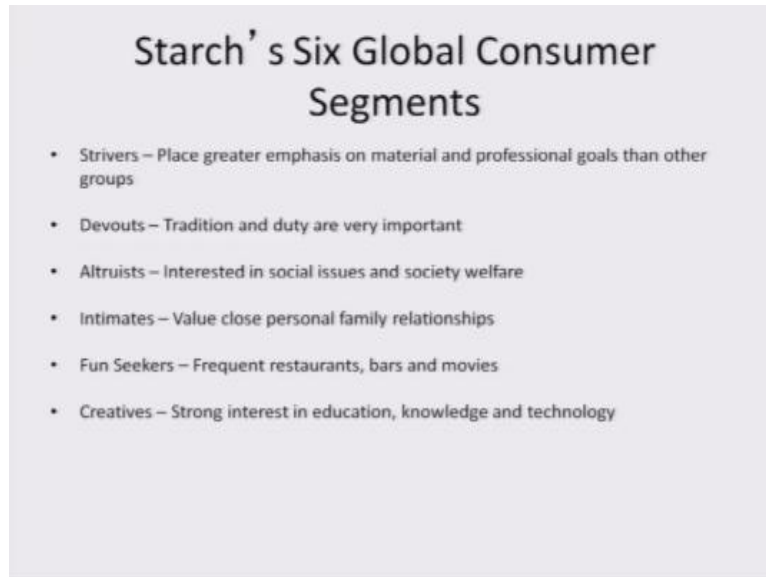 Starch's Six Global Consumer
Segments
• Strivers – Place greater emphasis on material and professional goals than other
groups
• Devouts – Tradition and duty are very important
• Altruists – Interested in social issues and society welfare
• Intimates – Value close personal family relationships
• Fun Seekers – Frequent restaurants, bars and movies
• Creatives – Strong interest in education, knowledge and technology